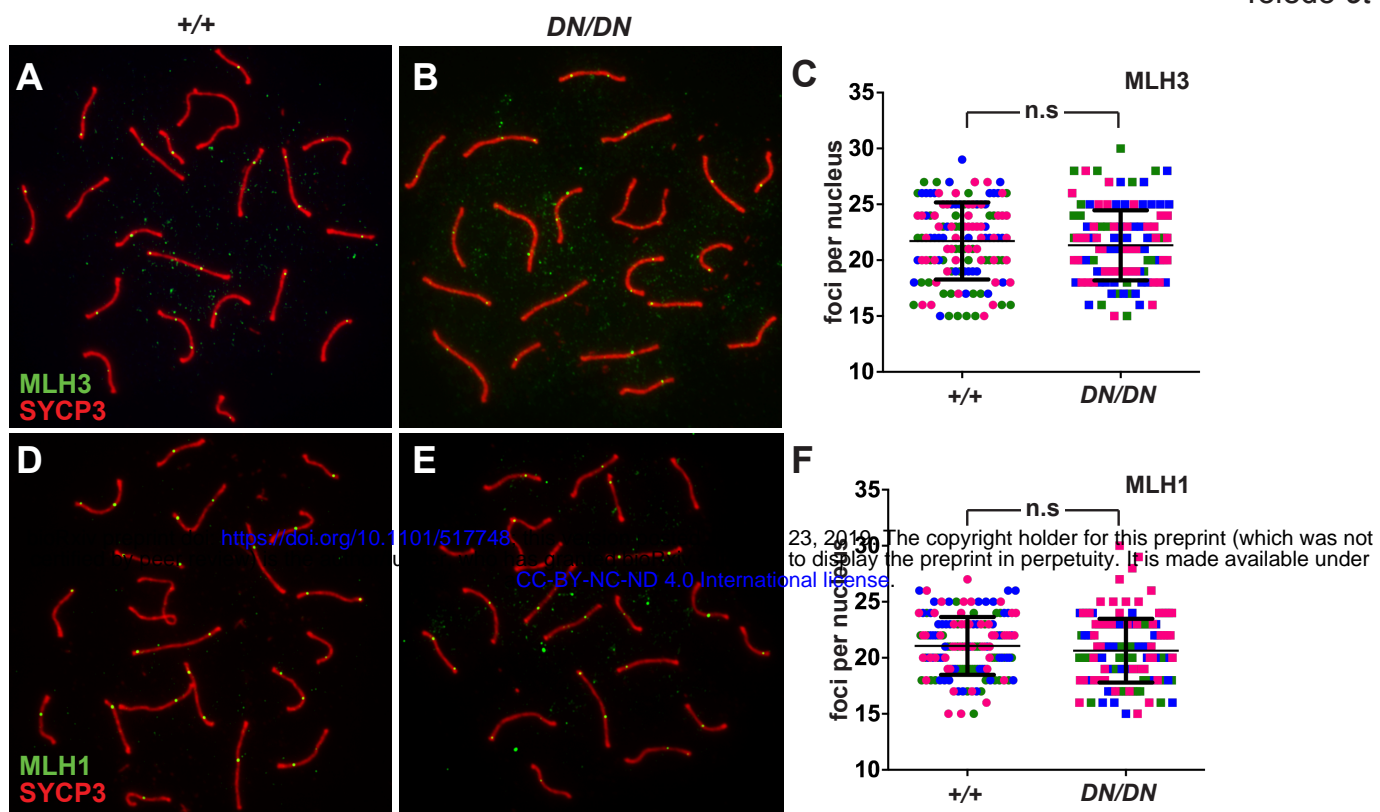 +/+
DN/DN
A
B
MLH3
SYCP3
C
MLH3
n.s
foci per nucleus
35
30
25
20
15
10
+/+
DN/DN
D
E
MLH1
SYCP3
F
MLH1
n.s
foci per nucleus
35
25
20
15
10
+/+
DN/DN
https://doi.org/10.1101/517748
23, 2019. The copyright holder for this preprint (which was not
to display the preprint in perpetuity. It is made available under
CC-BY-NC-ND 4.0 International license.